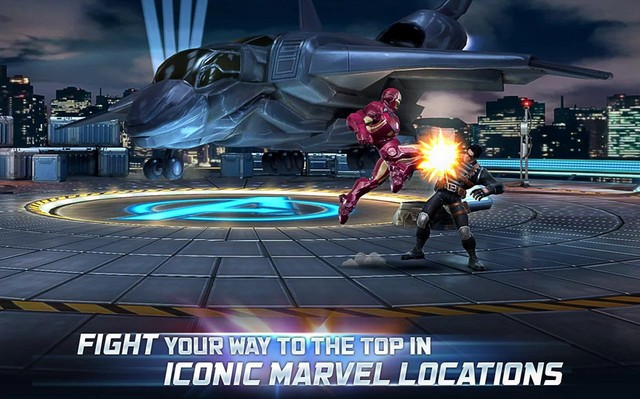 FIGHT YOUR WAY TO THE TOP IN
ICONIC MARVEL LOCATIONS